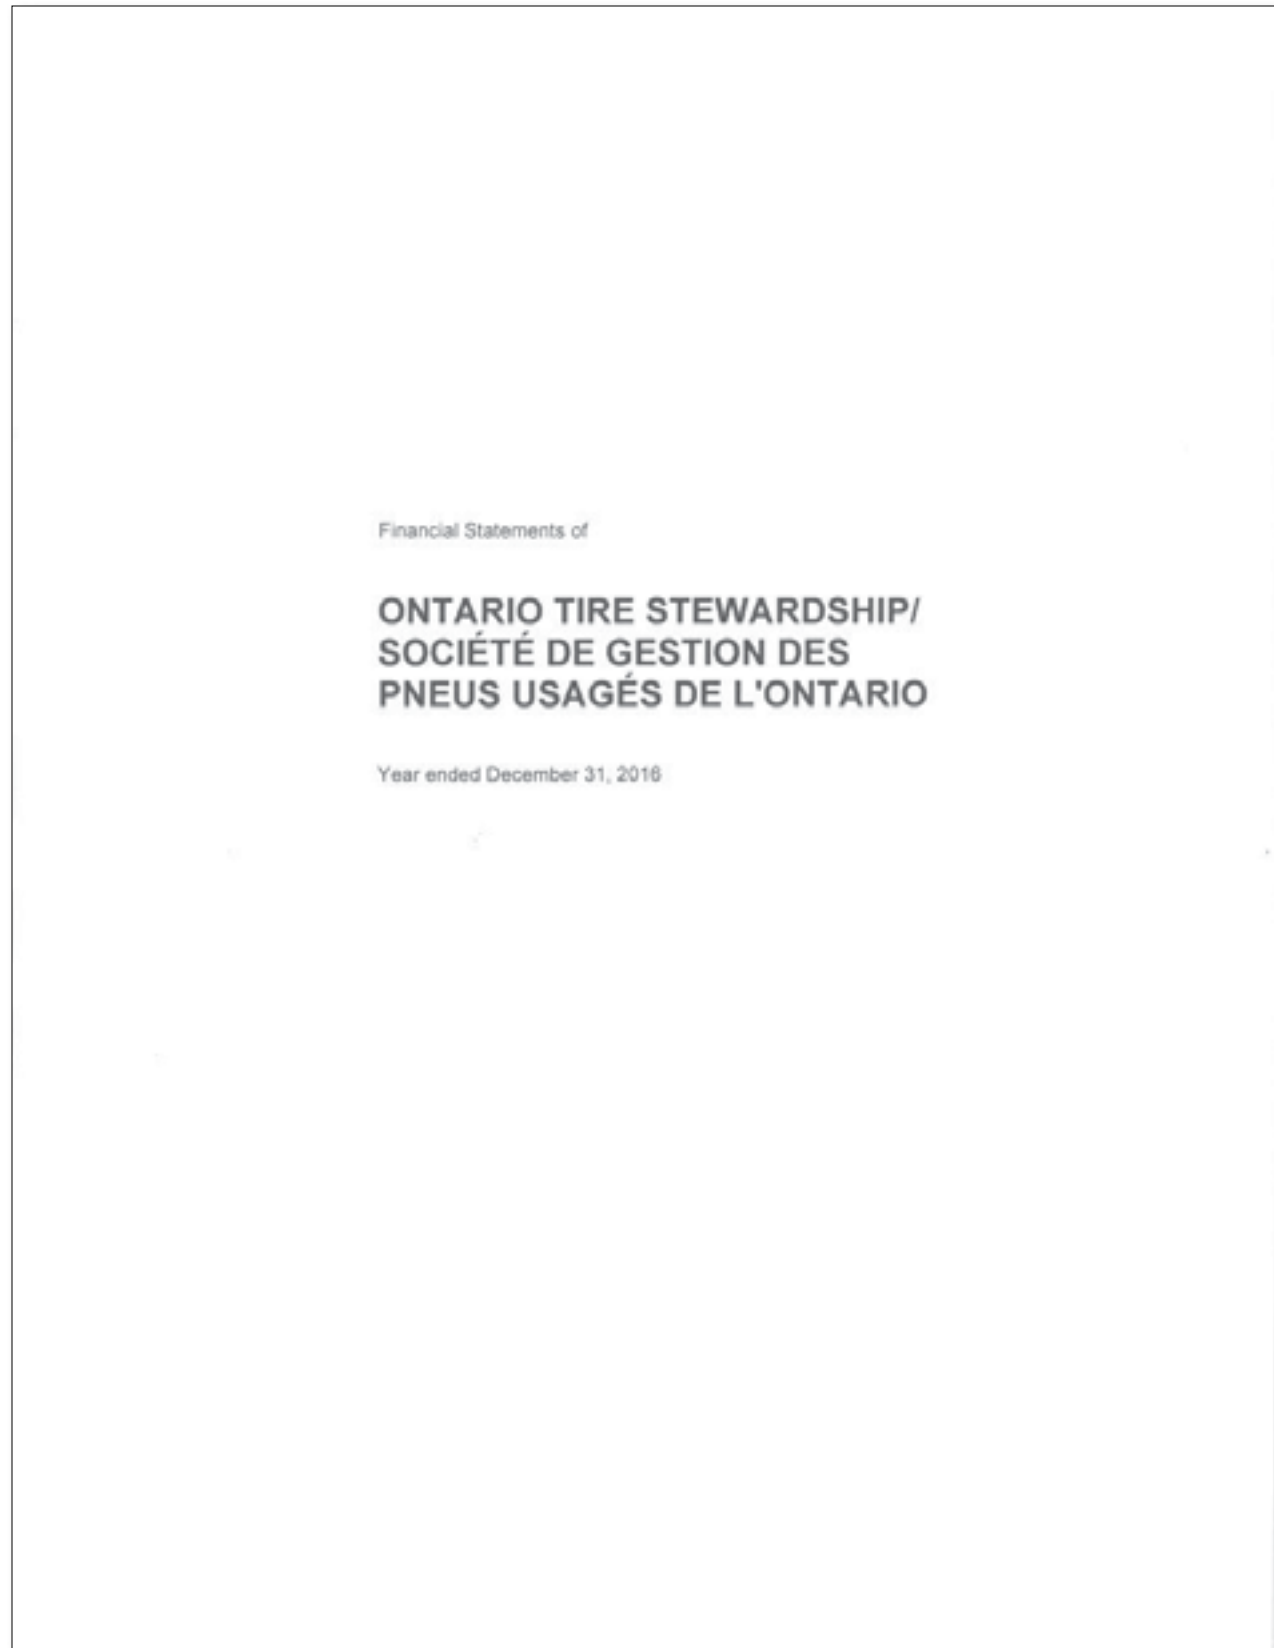 Financial Statements of
ONTARIO TIRE STEWARDSHIP/
SOCIÉTÉ DE GESTION DES
PNEUS USAGÉS DE L'ONTARIO
Year ended December 31, 2016